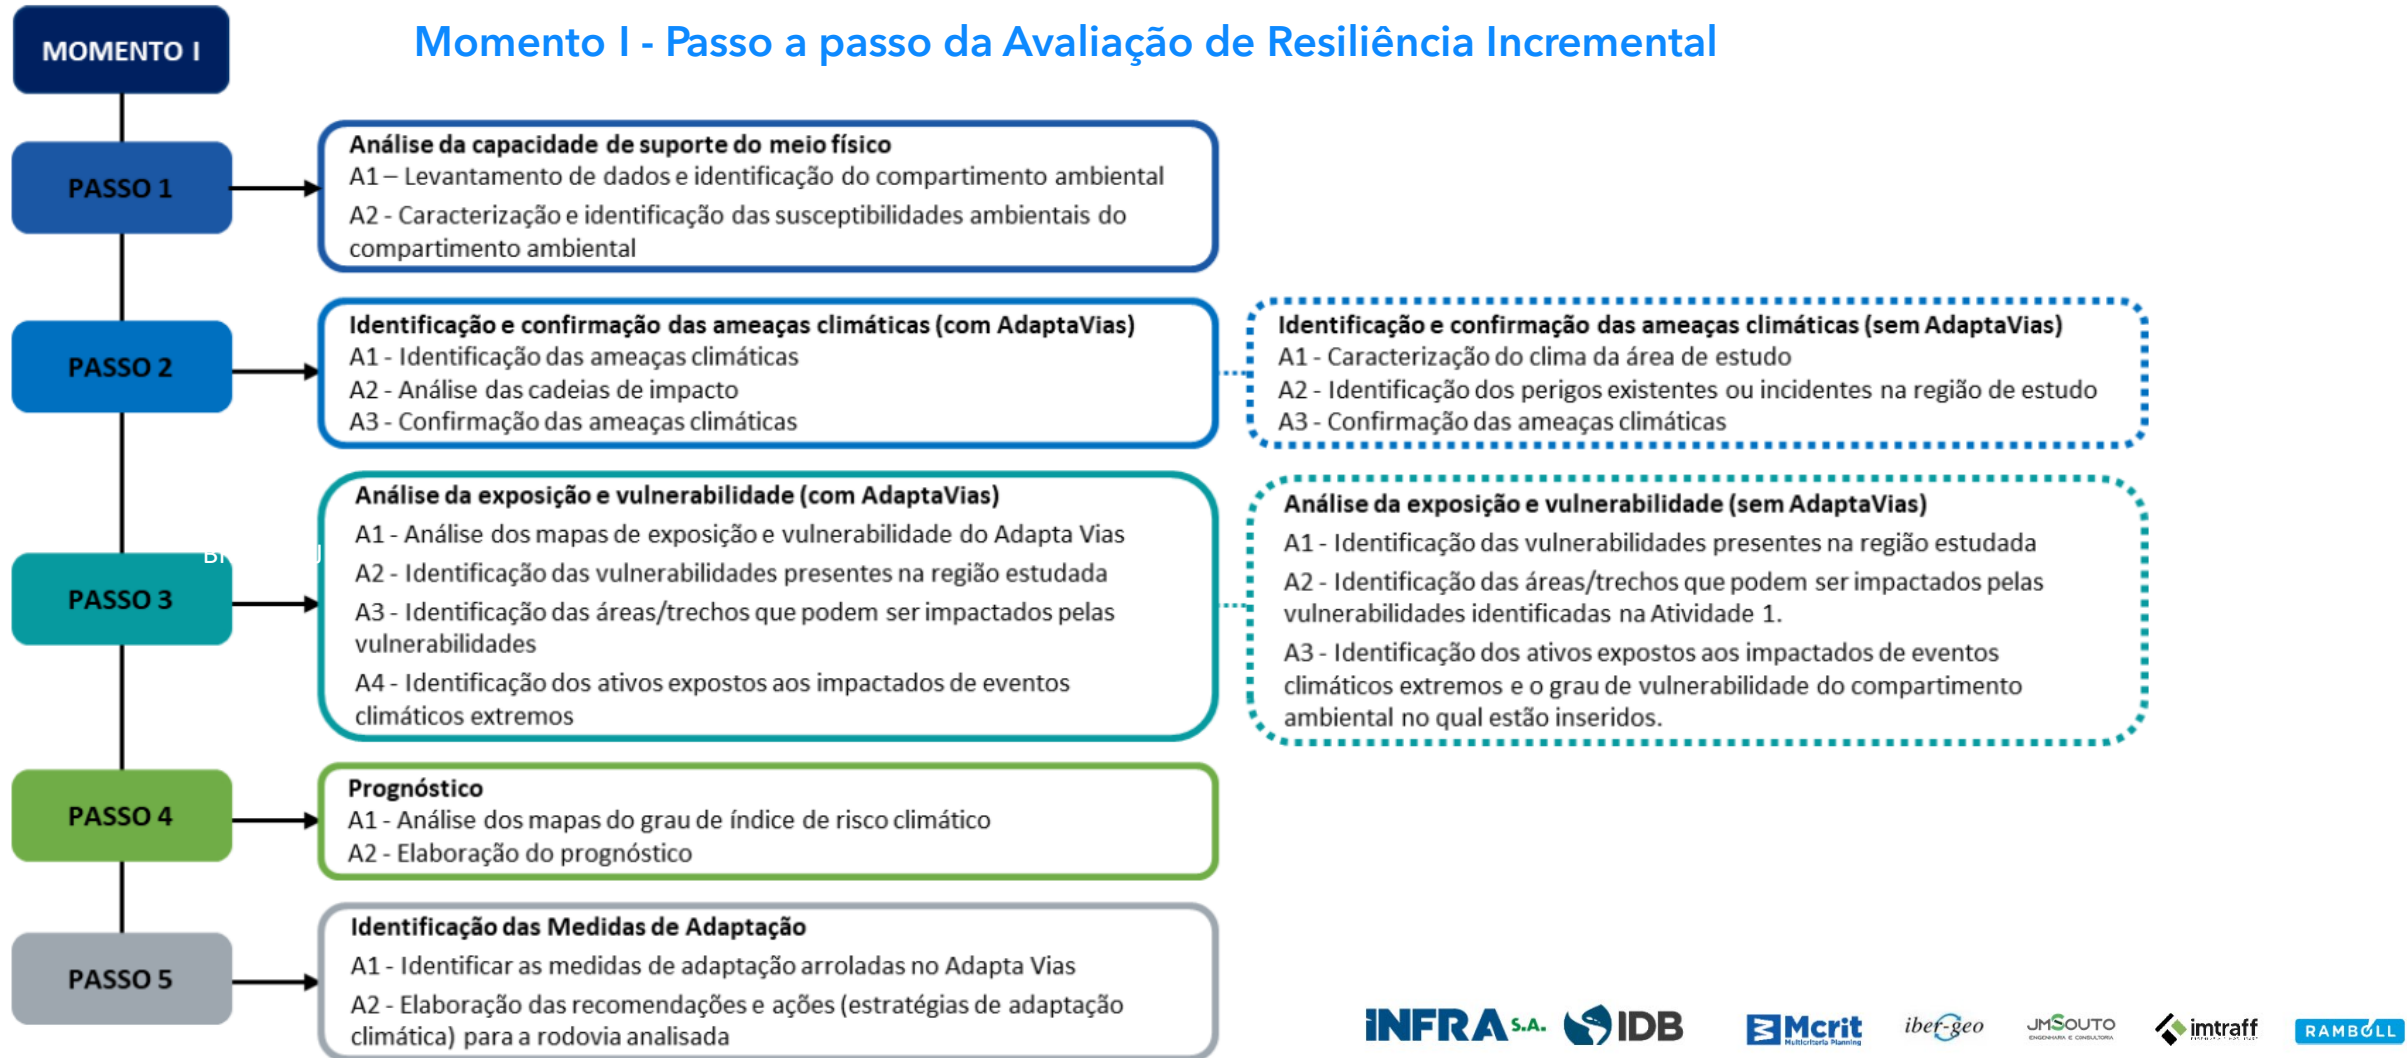 MOMENTO I
Momento I - Passo a passo da Avaliação de Resiliência Incremental
PASSO 1
Análise da capacidade de suporte do meio físico
A1 – Levantamento de dados e identificação do compartimento ambiental
A2 - Caracterização e identificação das susceptibilidades ambientais do
compartimento ambiental
PASSO 2
Identificação e confirmação das ameaças climáticas (com AdaptaVias)
A1 - Identificação das ameaças climáticas
A2 - Análise das cadeias de impacto
A3 - Confirmação das ameaças climáticas
Identificação e confirmação das ameaças climáticas (sem AdaptaVias)
A1 - Caracterização do clima da área de estudo
A2 - Identificação dos perigos existentes ou incidentes na região de estudo
A3 - Confirmação das ameaças climáticas
PASSO 3
Análise da exposição e vulnerabilidade (com AdaptaVias)
A1 - Análise dos mapas de exposição e vulnerabilidade do Adapta Vias
A2 - Identificação das vulnerabilidades presentes na região estudada
A3 - Identificação das áreas/trechos que podem ser impactados pelas
vulnerabilidades
A4 - Identificação dos ativos expostos aos impactados de eventos
climáticos extremos
Análise da exposição e vulnerabilidade (sem AdaptaVias)
A1 - Identificação das vulnerabilidades presentes na região estudada
A2 - Identificação das áreas/trechos que podem ser impactados pelas
vulnerabilidades identificadas na Atividade 1.
A3 - Identificação dos ativos expostos aos impactados de eventos
climáticos extremos e o grau de vulnerabilidade do compartimento
ambiental no qual estão inseridos.
PASSO 4
Prognóstico
A1 - Análise dos mapas do grau de índice de risco climático
A2 - Elaboração do prognóstico
PASSO 5
Identificação das Medidas de Adaptação
A1 - Identificar as medidas de adaptação arroladas no Adapta Vias
A2 - Elaboração das recomendações e ações (estratégias de adaptação
climática) para a rodovia analisada
INFRA S.A.
IDB
Mcrit
Multicriteria Planning
iber-geo
JMSOUTO
ENGENHARIA E CONSULTORIA
imtraff
RAMBOLL